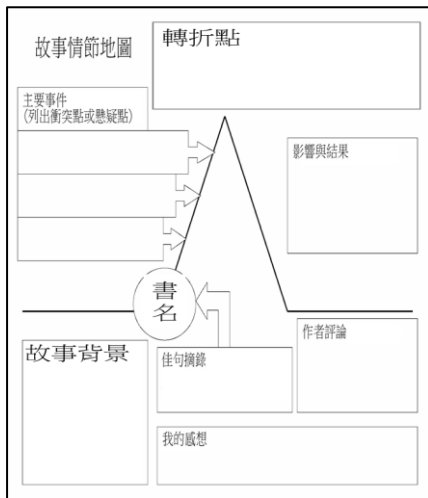 故事情節地圖
轉折點
主要事件
(列出衝突點或懸疑點)
影響與結果
書名
故事背景
佳句摘錄
作者評論
我的感想